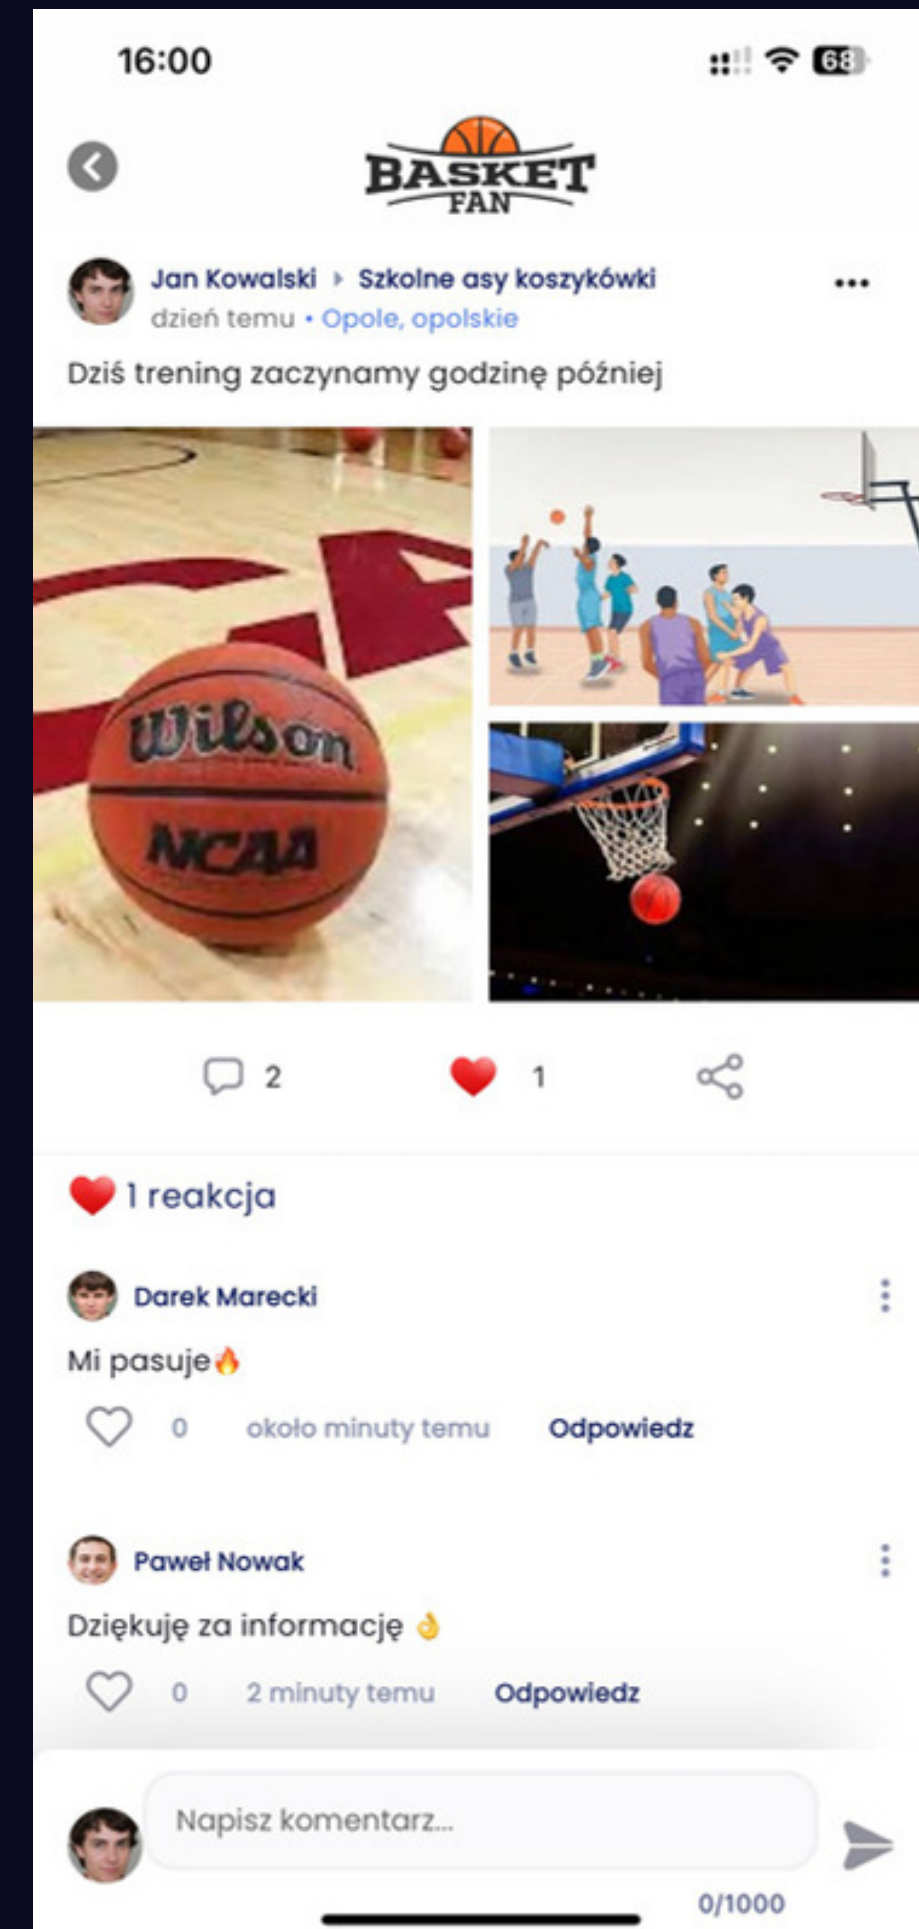 16:00
68
BASKET
FAN
Jan Kowalski ▸ Szkolne asy koszykówki
dzień temu • Opole, opolskie
Dziś trening zaczynamy godzinę później
CA
Wilson
NCAA
2
1
1 reakcja
Darek Marecki
Mi pasuje🔥
0 około minuty temu Odpowiedz
Paweł Nowak
Dziękuję za informację 👌
0 2 minuty temu Odpowiedz
Napisz komentarz...
0/1000